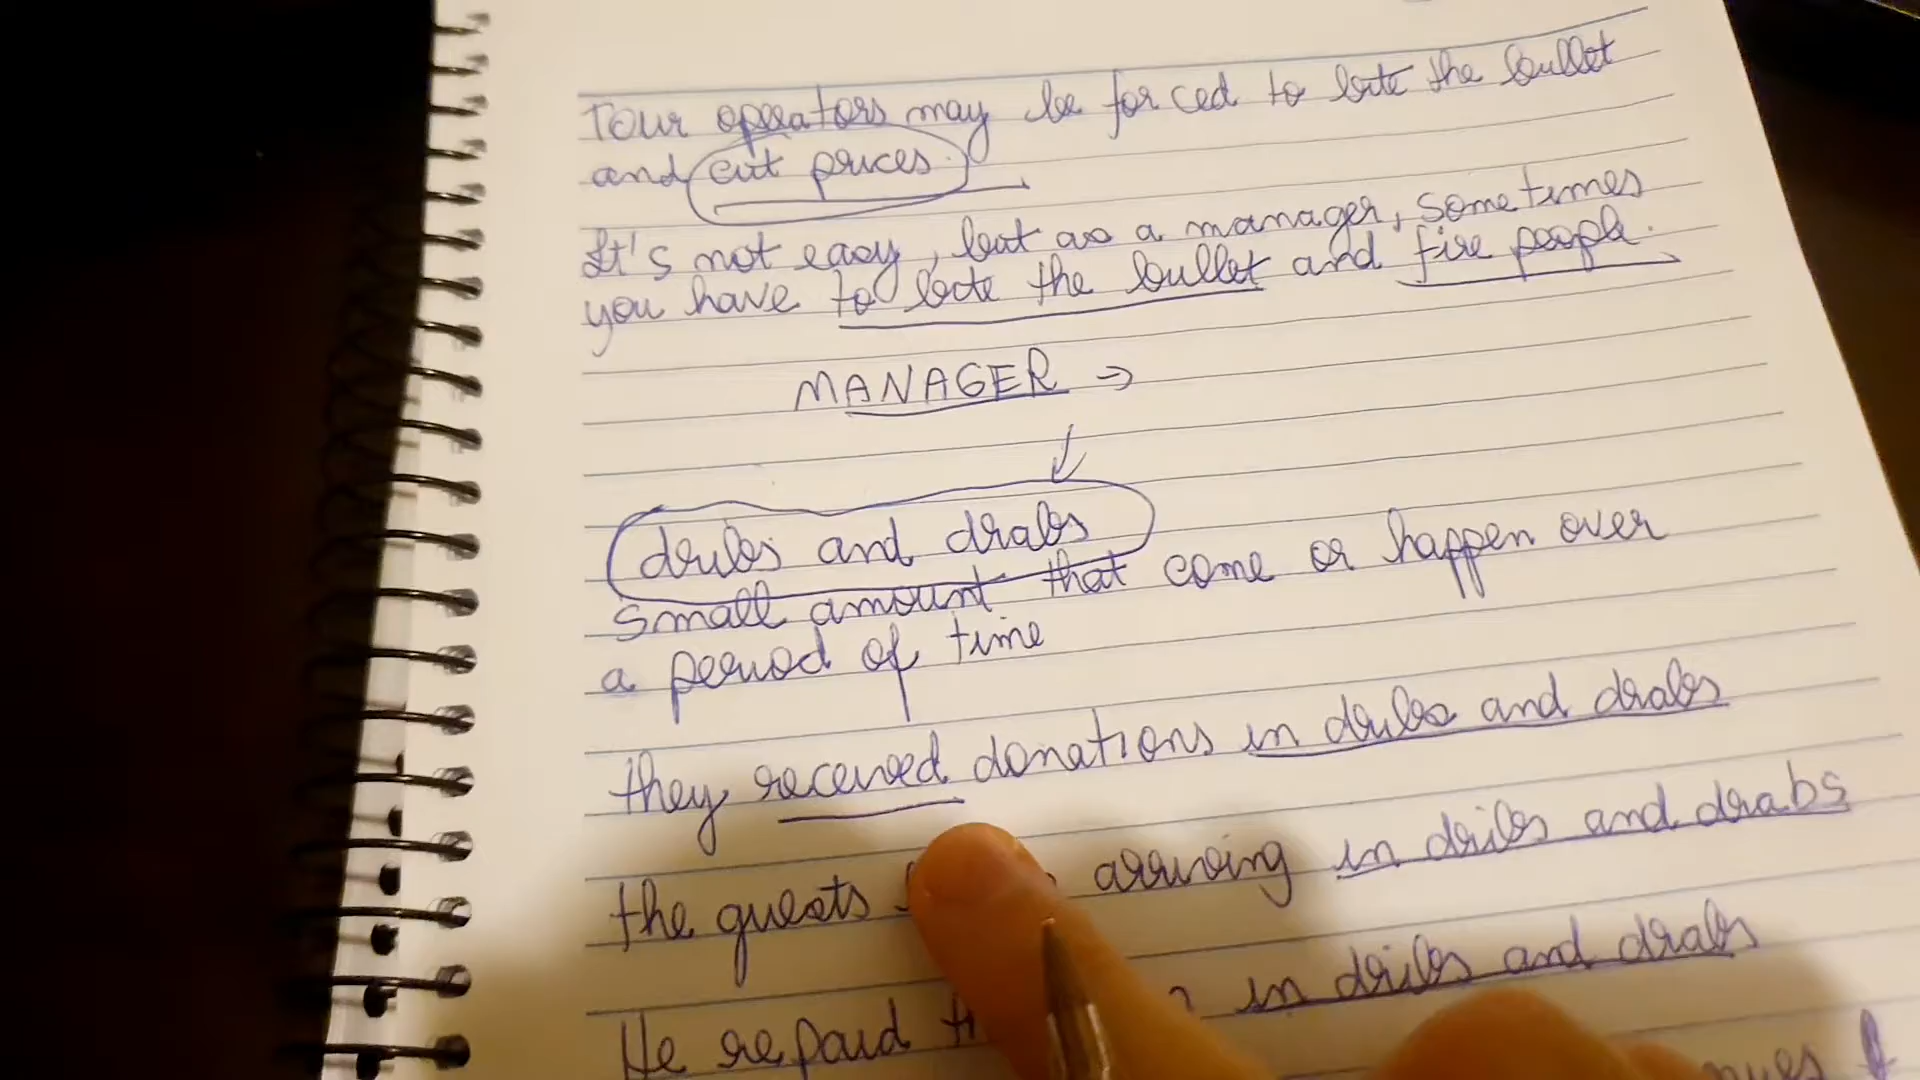 Tour operators may be forced to bite the bullet
and cut prices.
It's not easy, but as a manager, sometimes
you have to bite the bullet and fire people.
MANAGER →
dribs and drabs
small amount that come or happen over
a period of time
they received donations in dribs and drabs
the guests arriving in dribs and drabs
He repaid in dribs and drabs